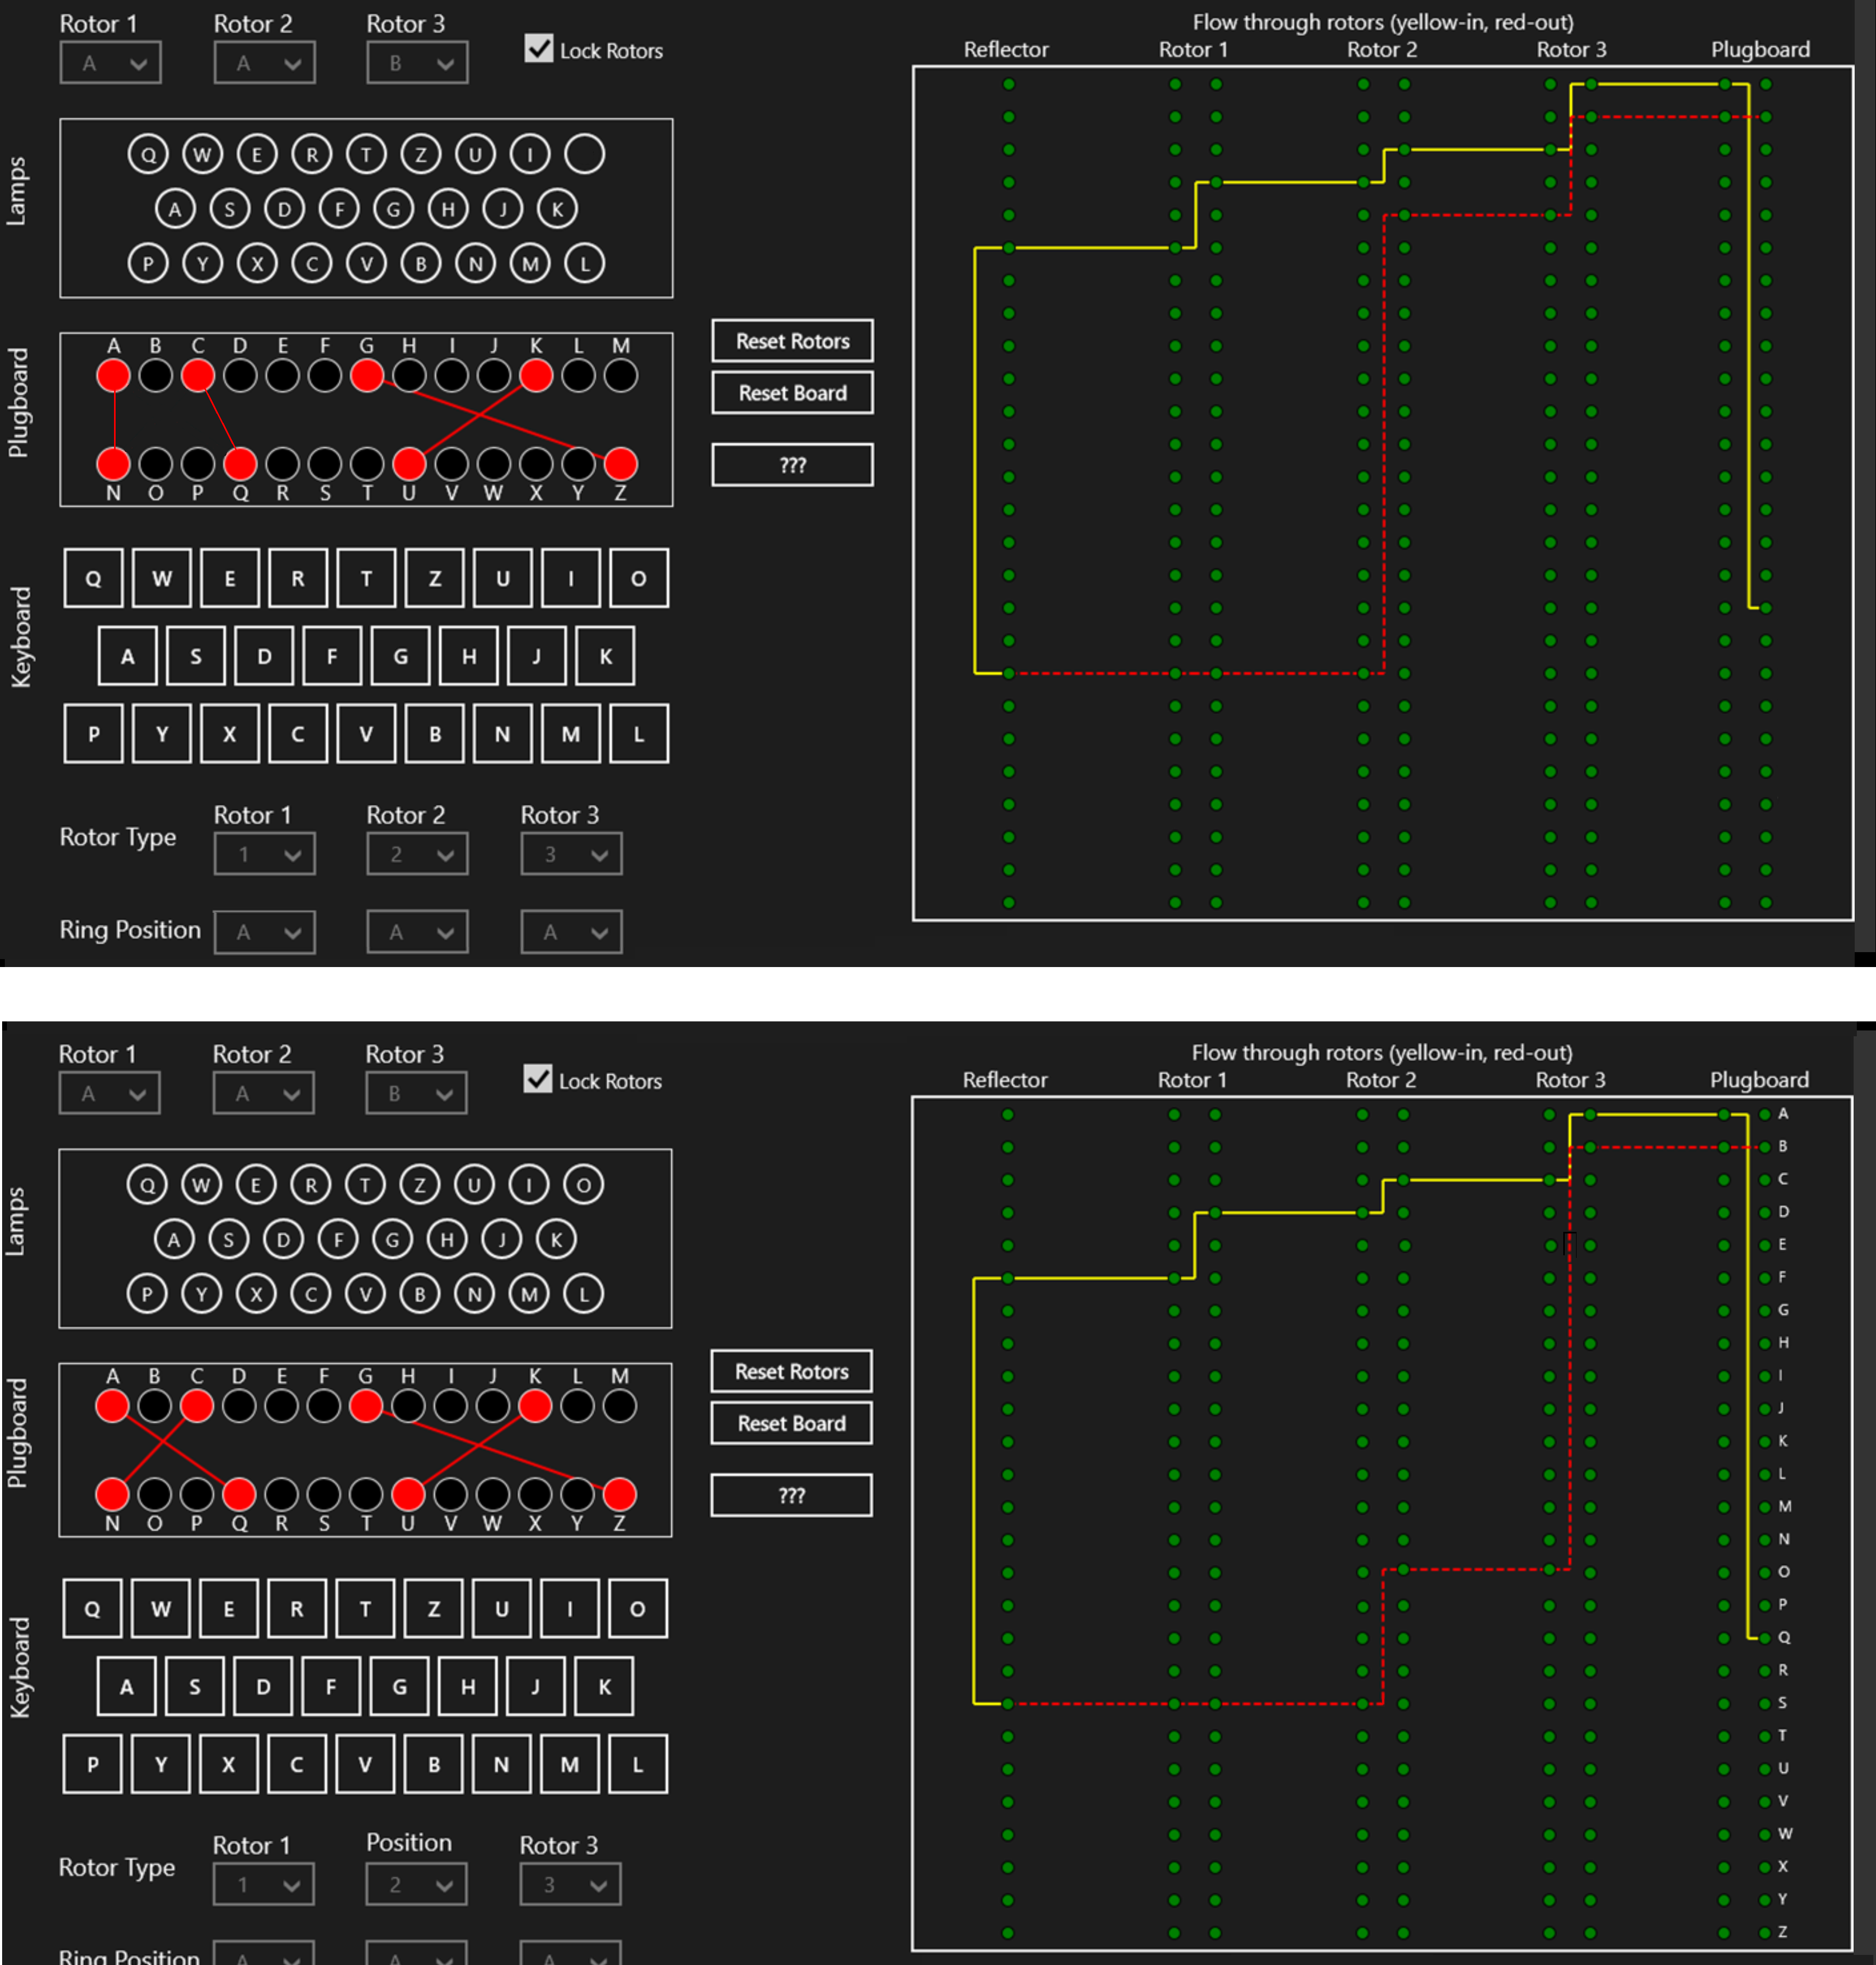 Rotor 1 Rotor 2 Rotor 3
A A B Lock Rotors
Lamps
Q W E R T Z U I
A S D F G H J K
P Y X C V B N M L
Plugboard
A B C D E F G H I J K L M
N O P Q R S T U V W X Y Z
Reset Rotors
Reset Board
???
Keyboard
Q W E R T Z U I O
A S D F G H J K
P Y X C V B N M L
Rotor 1 Rotor 2 Rotor 3
Rotor Type 1 2 3
Ring Position A A A
Flow through rotors (yellow-in, red-out)
Reflector Rotor 1 Rotor 2 Rotor 3 Plugboard
Rotor 1 Rotor 2 Rotor 3
A A B Lock Rotors
Lamps
Q W E R T Z U I O
A S D F G H J K
P Y X C V B N M L
Plugboard
A B C D E F G H I J K L M
N O P Q R S T U V W X Y Z
Reset Rotors
Reset Board
???
Keyboard
Q W E R T Z U I O
A S D F G H J K
P Y X C V B N M L
Rotor 1 Position Rotor 3
Rotor Type 1 2 3
Ring Position A A A
Flow through rotors (yellow-in, red-out)
Reflector Rotor 1 Rotor 2 Rotor 3 Plugboard
A
B
C
D
E
F
G
H
I
J
K
L
M
N
O
P
Q
R
S
T
U
V
W
X
Y
Z